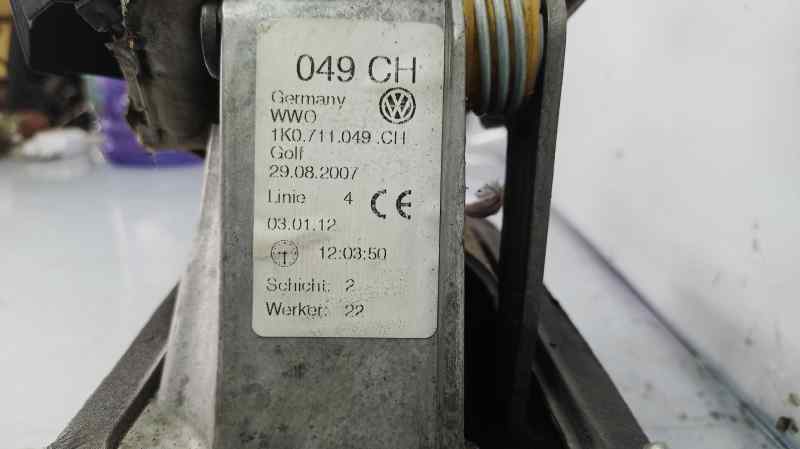 049 CH
Germany
WWO
1K0.711.049 .CH
Golf
29.08.2007
Linie 4 CE
03.01.12
12:03:50
Schicht: 2
Werker: 22